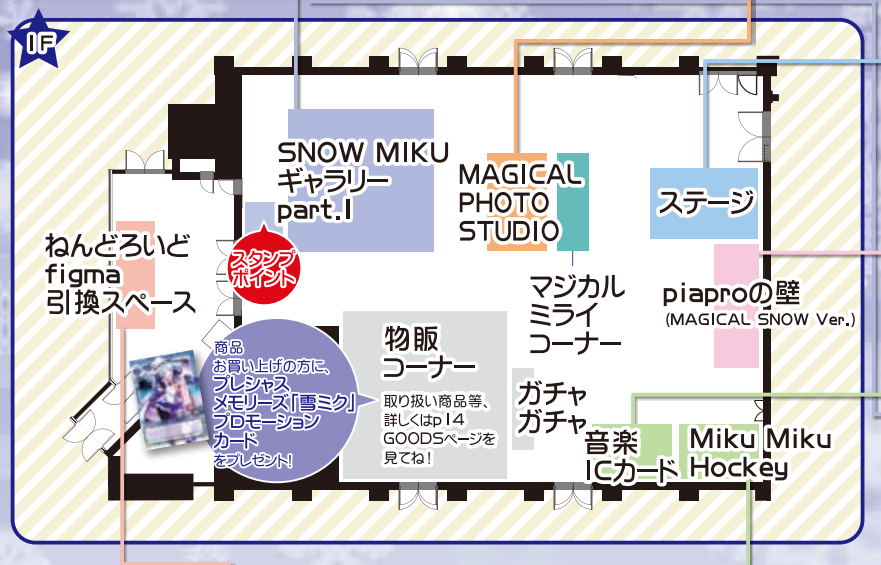 1F
SNOW MIKU
ギャラリー
part.1
MAGICAL
PHOTO
STUDIO
ステージ
スタンプ
ポイント
ねんどろいど
figma
引換スペース
マジカル
ミライ
コーナー
piaproの壁
(MAGICAL SNOW Ver.)
商品
お買い上げの方に、
プレシャス
メモリーズ「雪ミク」
プロモーション
カード
をプレゼント!
物販
コーナー
取り扱い商品等、
詳しくはp14
GOODSページを
見てね!
ガチャ
ガチャ
音楽
ICカード
Miku Miku
Hockey